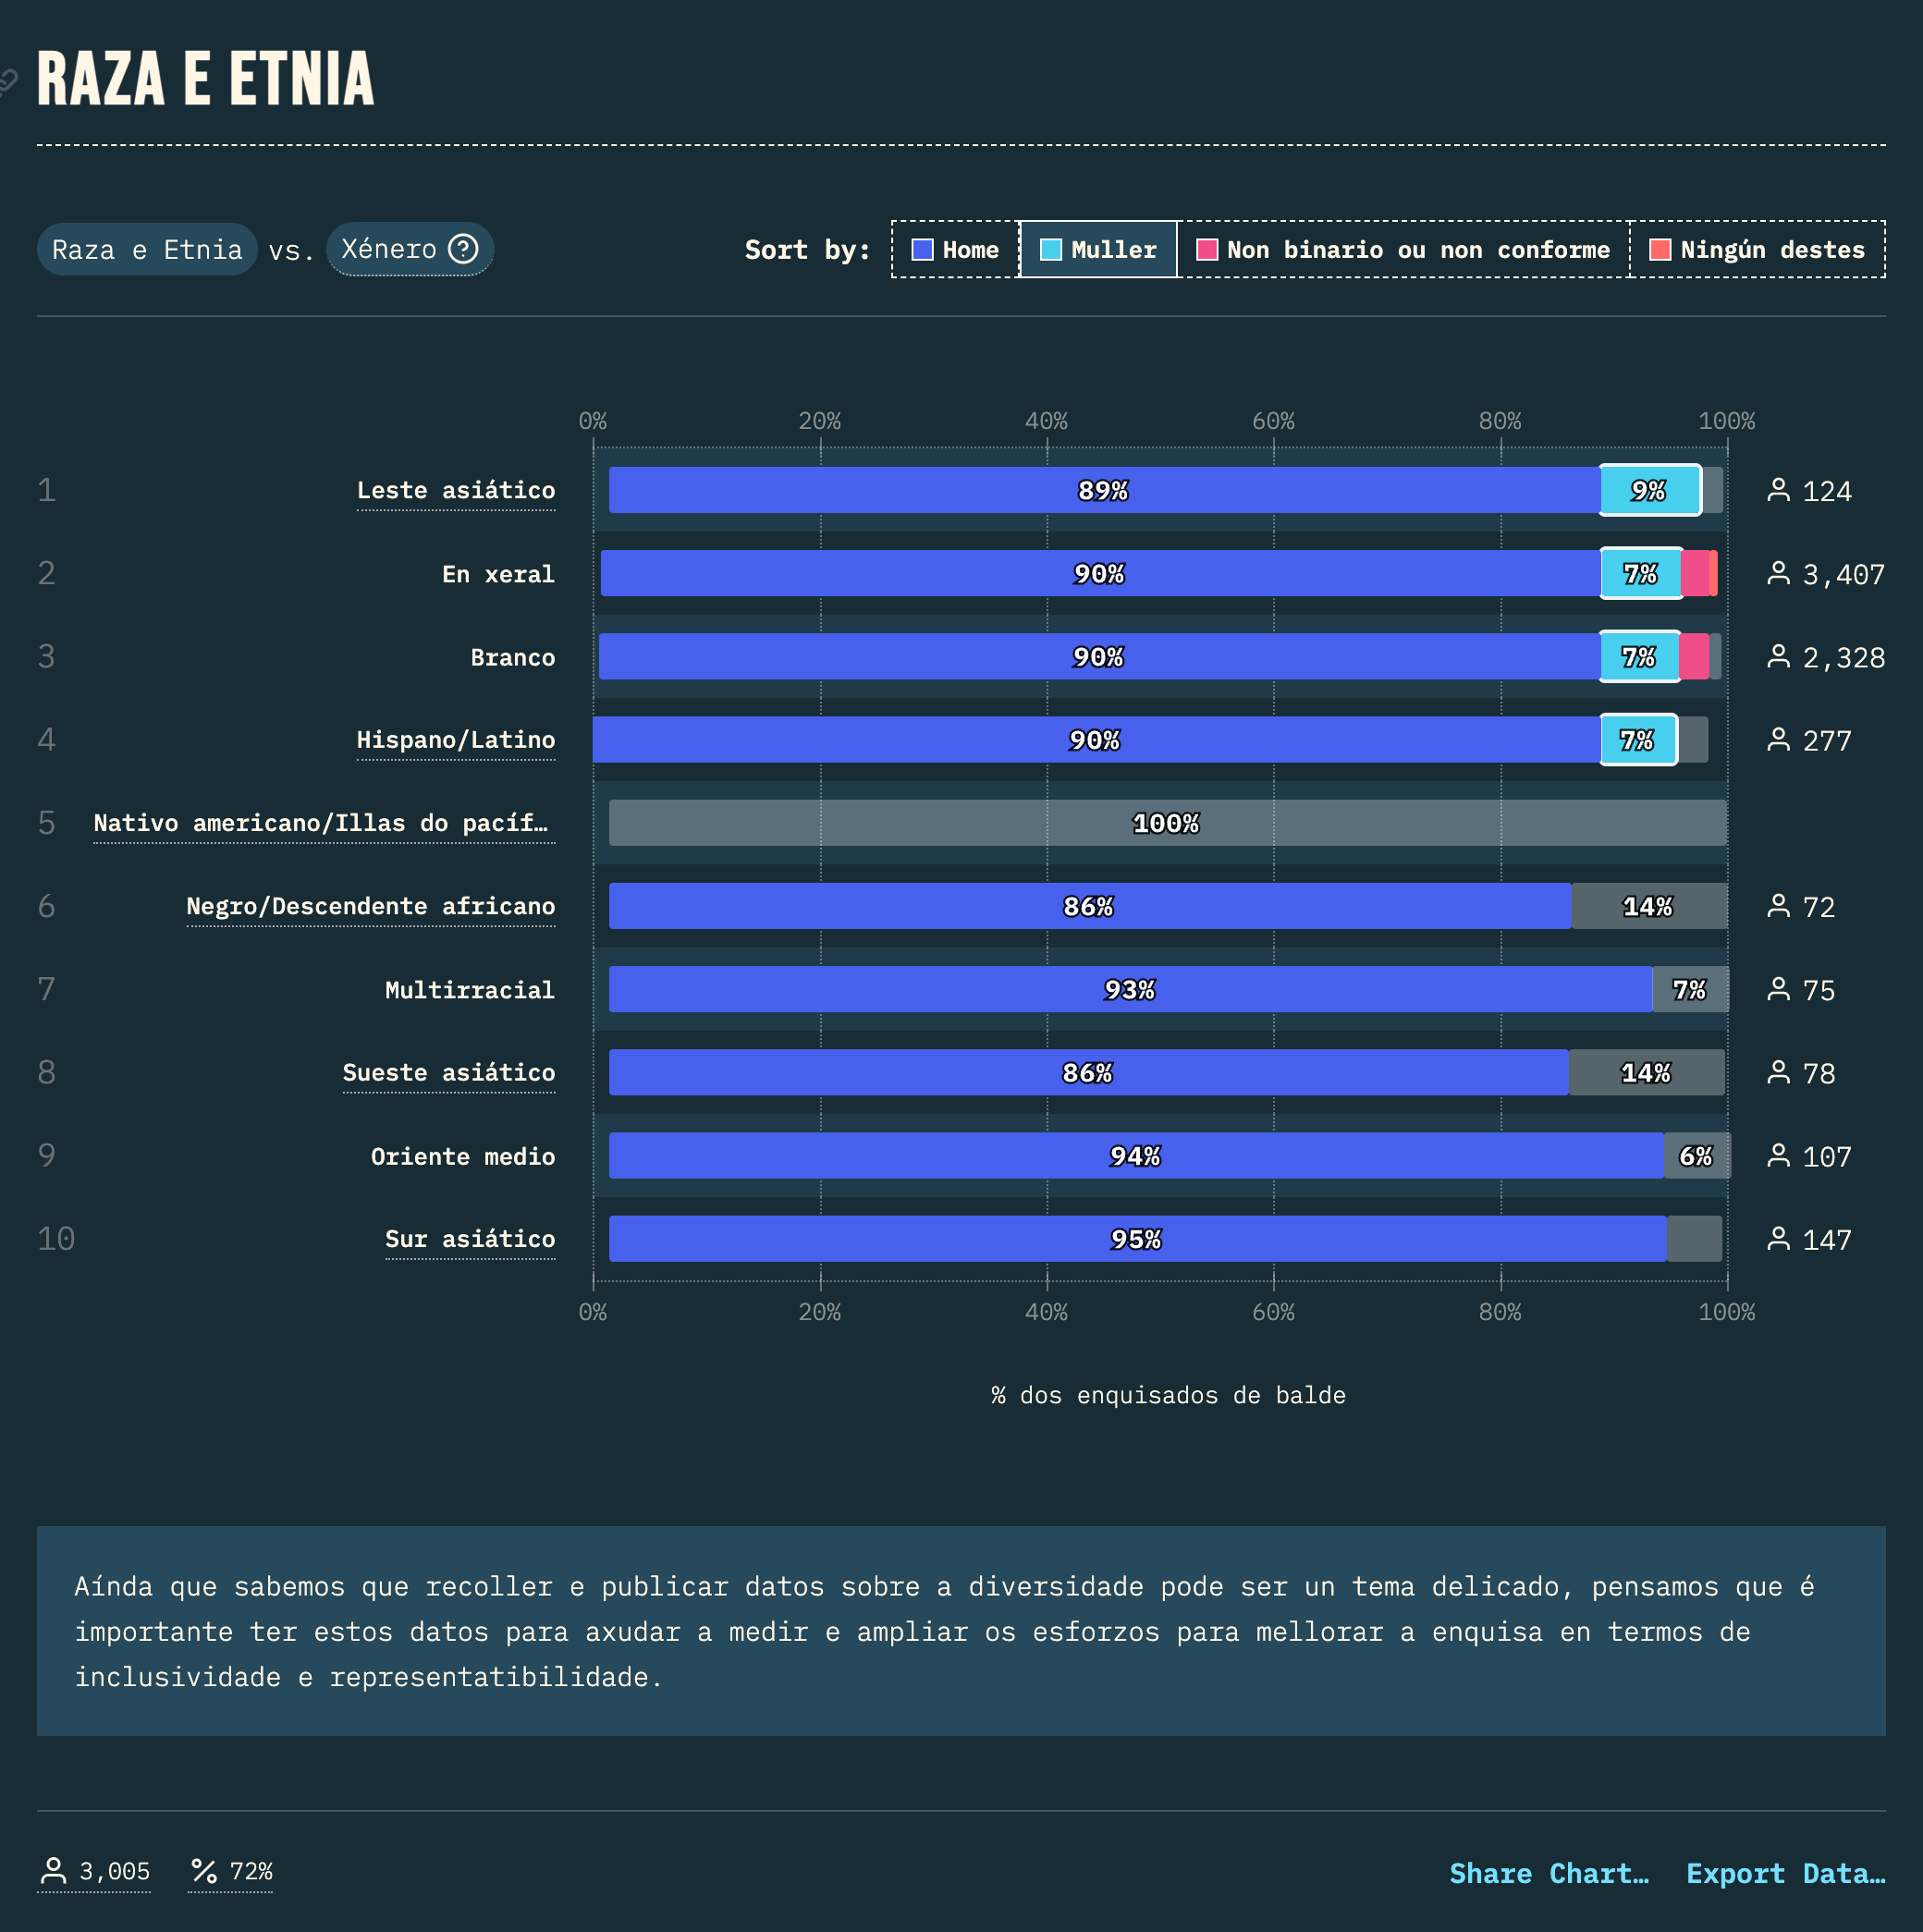 RAZA E ETNIA
Raza e Etnia vs. Xénero ?
Sort by: Home Muller Non binario ou non conforme Ningún destes
0% 20% 40% 60% 80% 100%
1 Leste asiático 89% 9% 124
2 En xeral 90% 7% 3,407
3 Branco 90% 7% 2,328
4 Hispano/Latino 90% 7% 277
5 Nativo americano/Illas do pacíf… 100%
6 Negro/Descendente africano 86% 14% 72
7 Multirracial 93% 7% 75
8 Sueste asiático 86% 14% 78
9 Oriente medio 94% 6% 107
10 Sur asiático 95% 147
0% 20% 40% 60% 80% 100%
% dos enquisados de balde
Aínda que sabemos que recoller e publicar datos sobre a diversidade pode ser un tema delicado, pensamos que é
importante ter estos datos para axudar a medir e ampliar os esforzos para mellorar a enquisa en termos de
inclusividade e representatibilidade.
3,005 % 72% Share Chart… Export Data…